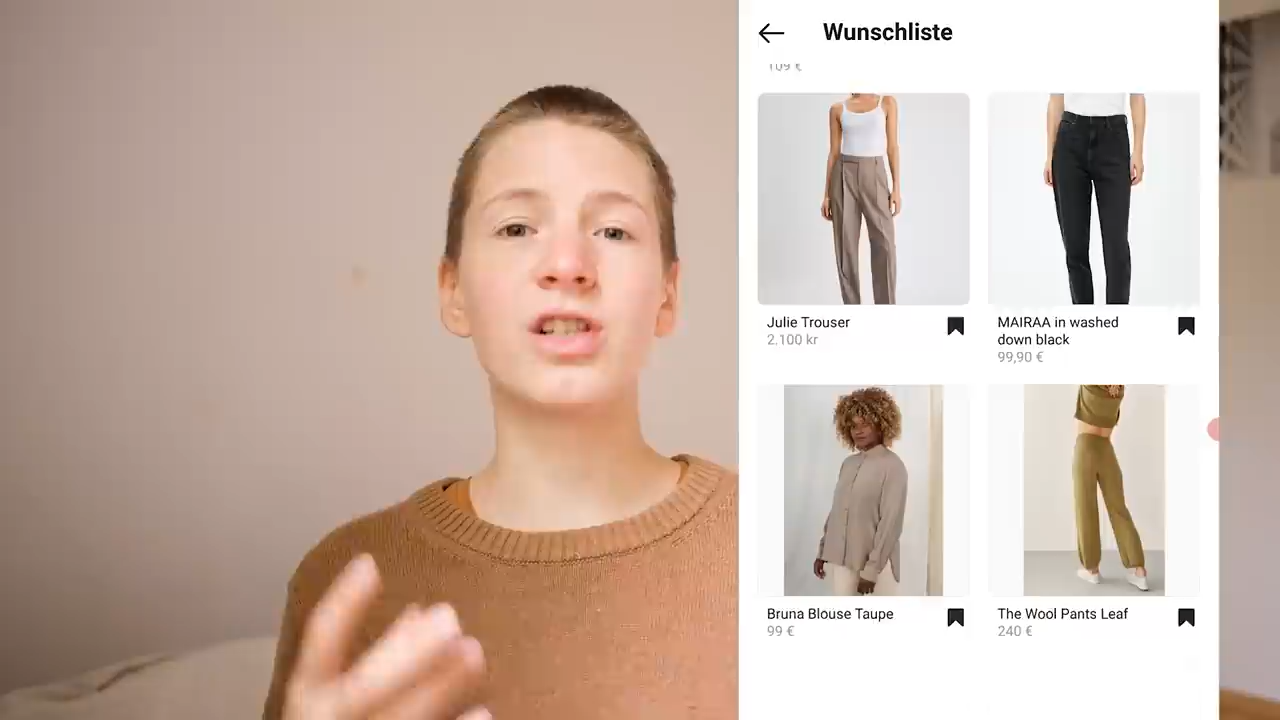 Wunschliste
109 €
Julie Trouser
2.100 kr
MAIRAA in washed
down black
99,90 €
Bruna Blouse Taupe
99 €
The Wool Pants Leaf
240 €